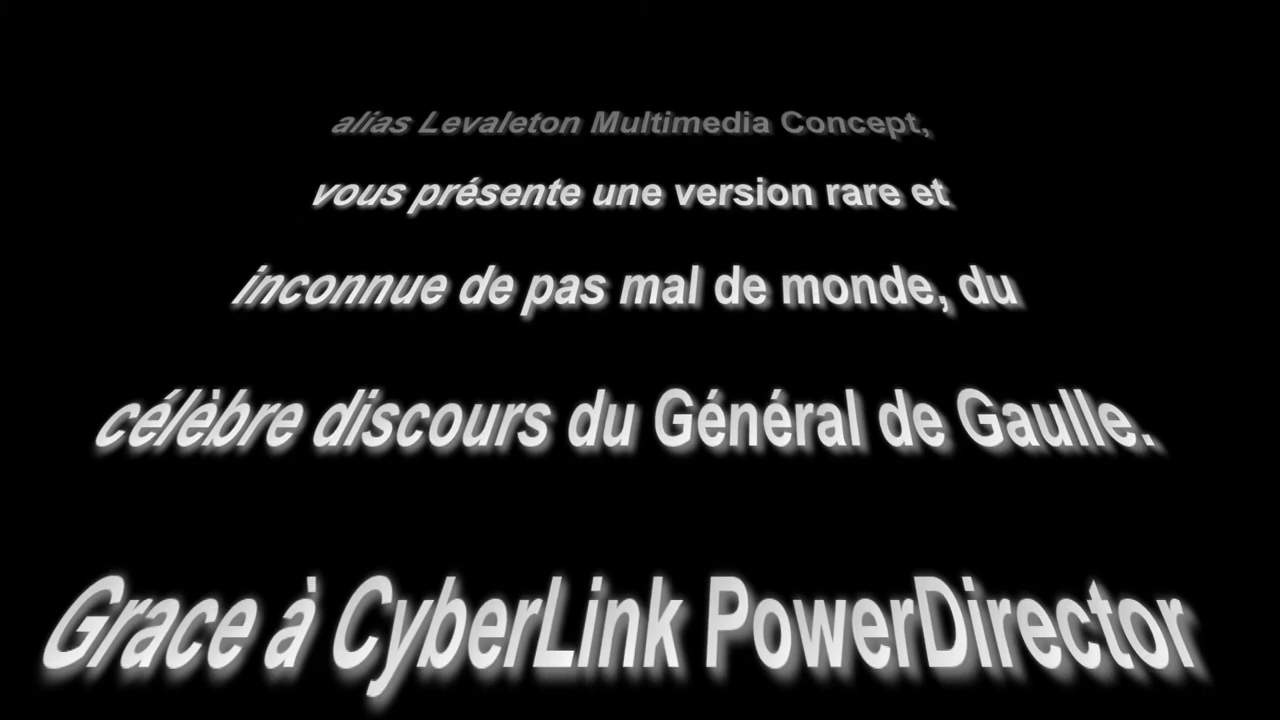 alias Levaleton Multimedia Concept,
vous présente une version rare et
inconnue de pas mal de monde, du
célèbre discours du Général de Gaulle.
Grace à CyberLink PowerDirector